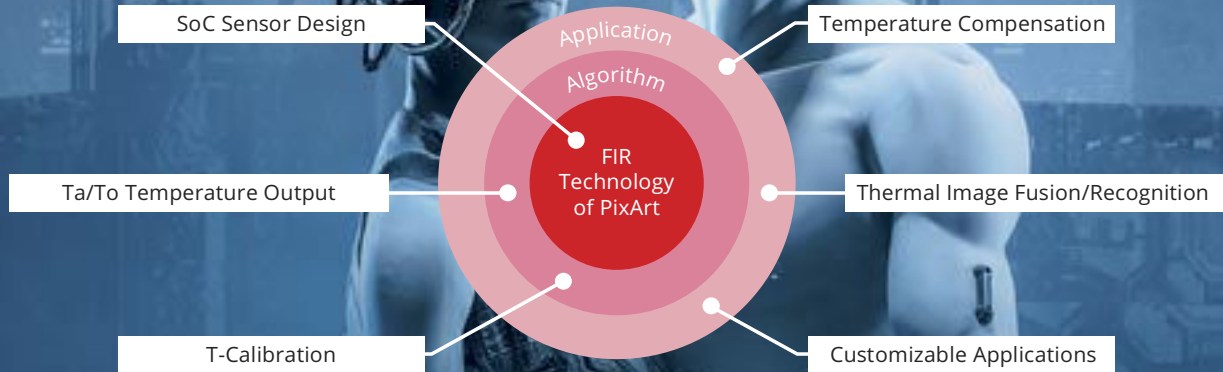 SoC Sensor Design
Temperature Compensation
Application
Algorithm
FIR
Technology
of PixArt
Ta/To Temperature Output
Thermal Image Fusion/Recognition
T-Calibration
Customizable Applications